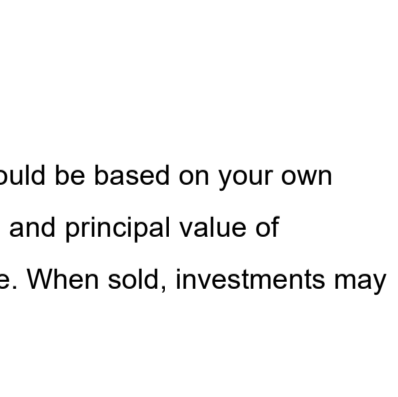 ould be based on your own
and principal value of
e. When sold, investments may